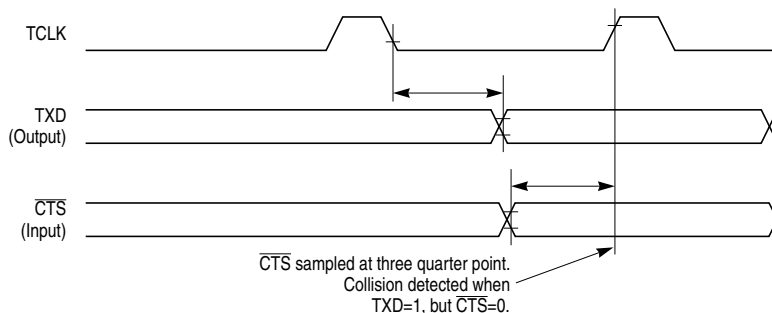 TCLK
TXD
(Output)
CTS
(Input)
CTS sampled at three quarter point.
Collision detected when
TXD=1, but CTS=0.